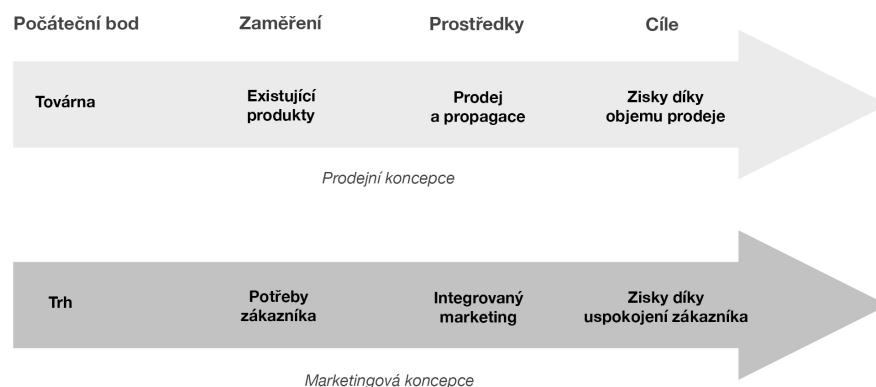 Počáteční bod Zaměření Prostředky Cíle
Továrna Existující produkty Prodej a propagace Zisky díky objemu prodeje
Prodejní koncepce
Trh Potřeby zákazníka Integrovaný marketing Zisky díky uspokojení zákazníka
Marketingová koncepce